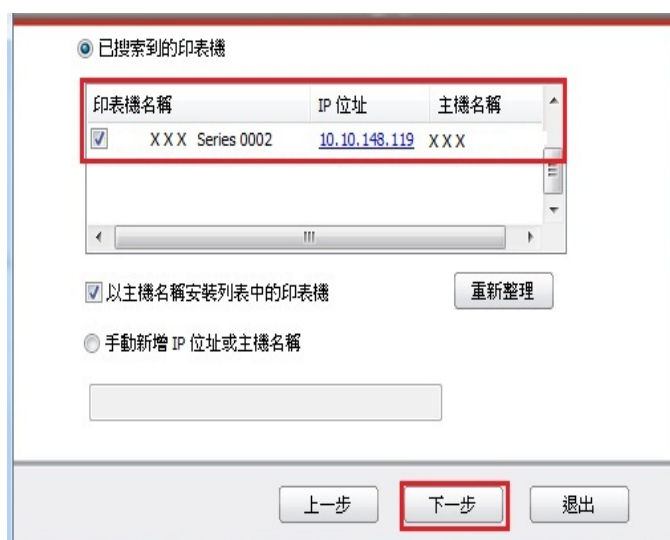 已搜索到的印表機
印表機名稱 IP 位址 主機名稱
XXX Series 0002 10.10.148.119 XXX
以主機名稱安裝列表中的印表機 重新整理
手動新增 IP 位址或主機名稱
上一步 下一步 退出